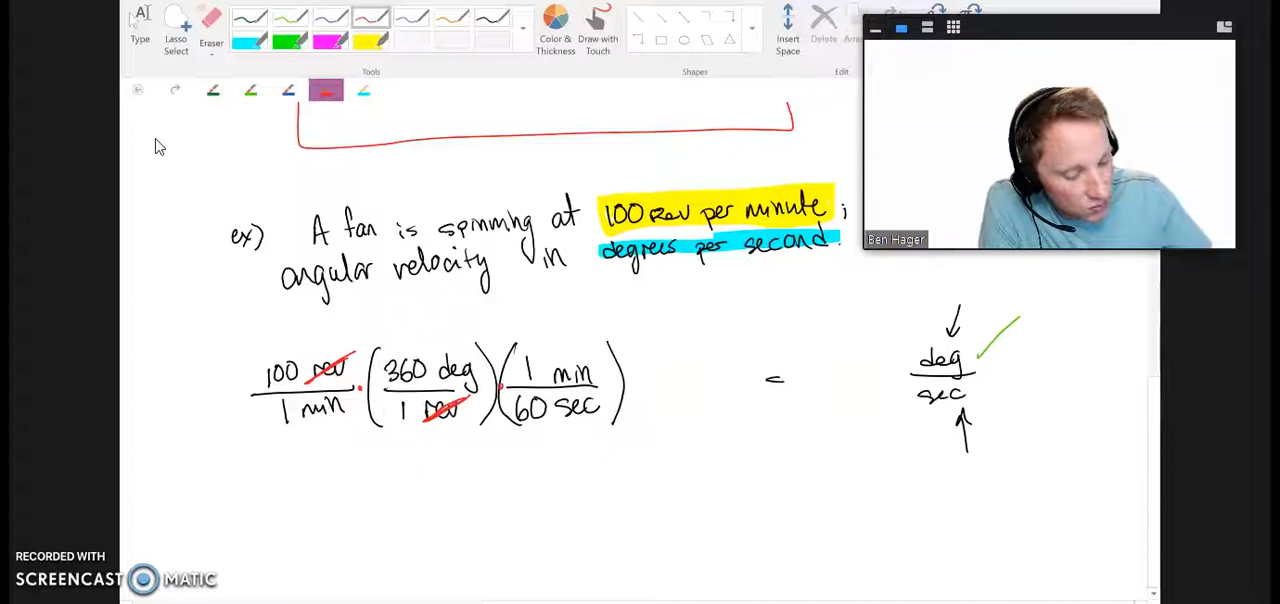 Type
Lasso
Select
Eraser
Color &
Thickness
Draw with
Touch
Insert
Space
Delete
Tools
Shapes
Edit
Ben Hager
ex) A fan is spinning at 100 rev per minute;
angular velocity in degrees per second.
100 rev / 1 min · (360 deg / 1 rev) · (1 min / 60 sec) = deg / sec
RECORDED WITH
SCREENCAST MATIC